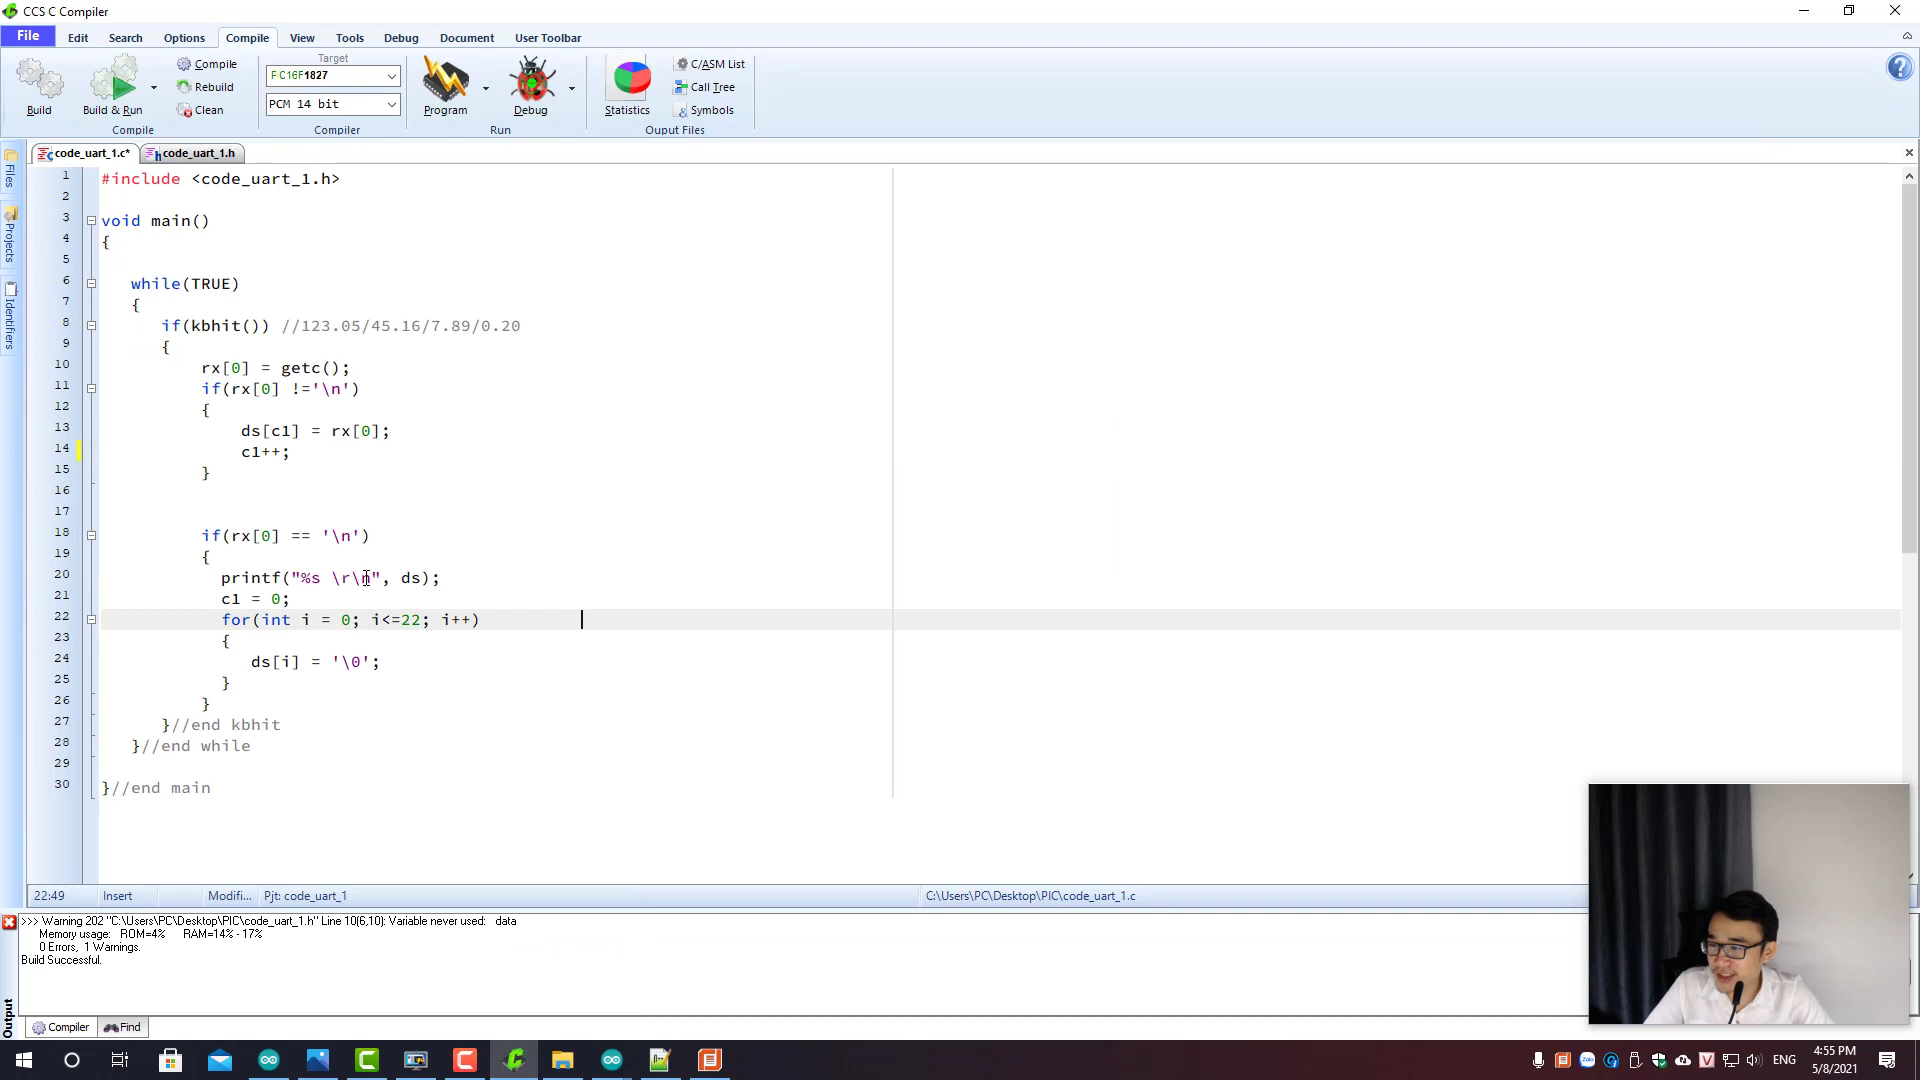 CCS C Compiler
File Edit Search Options Compile View Tools Debug Document User Toolbar
Build
Build & Run
Compile
Rebuild
Clean
Compile
Target
PIC16F1827
PCM 14 bit
Compiler
Program
Debug
Run
Statistics
C/ASM List
Call Tree
Symbols
Ouput Files
Files
Projects
Identifiers
code_uart_1.c*
code_uart_1.h
1 #include <code_uart_1.h>
2
3 void main()
4 {
5
6 while(TRUE)
7 {
8 if(kbhit()) //123.05/45.16/7.89/0.20
9 {
10 rx[0] = getc();
11 if(rx[0] !='\n')
12 {
13 ds[c1] = rx[0];
14 c1++;
15 }
16
17
18 if(rx[0] == '\n')
19 {
20 printf("%s \r\n", ds);
21 c1 = 0;
22 for(int i = 0; i<=22; i++)
23 {
24 ds[i] = '\0';
25 }
26 }
27 }//end kbhit
28 }//end while
29
30 }//end main
22:49 Insert Modifi... Pjt: code_uart_1 C:\Users\PC\Desktop\PIC\code_uart_1.c
>>> Warning 202 "C:\Users\PC\Desktop\PIC\code_uart_1.h" Line 10(6,10): Variable never used: data
Memory usage: ROM=4% RAM=14% - 17%
0 Errors, 1 Warnings.
Build Successful.
Output
Compiler Find
ENG
4:55 PM
5/8/2021